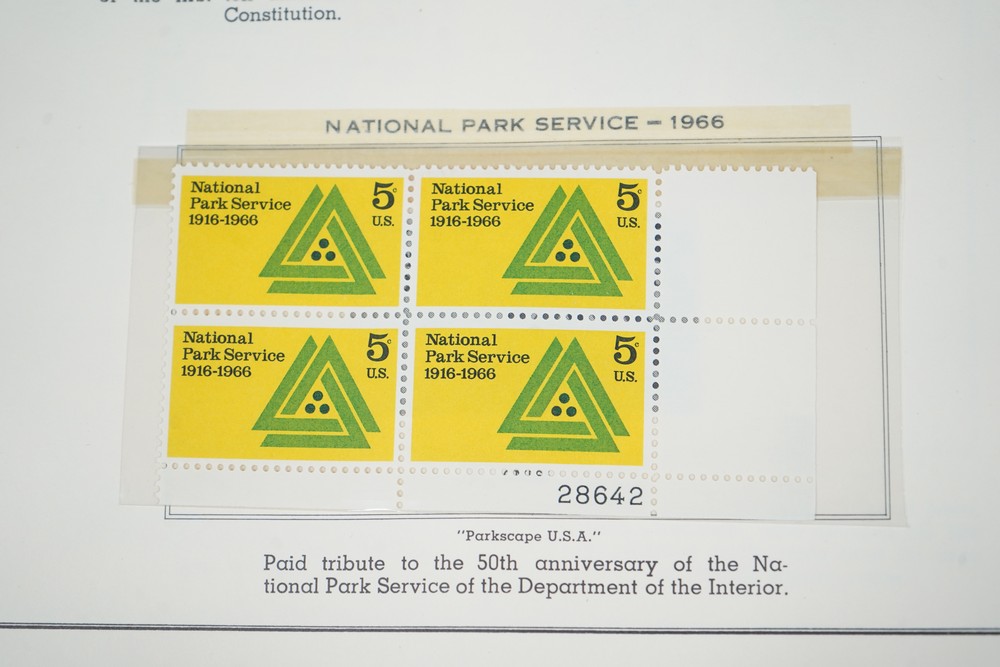 of the
Constitution.
NATIONAL PARK SERVICE – 1966
National
Park Service
1916-1966
5c
U.S.
National
Park Service
1916-1966
5c
U.S.
National
Park Service
1916-1966
5c
U.S.
National
Park Service
1916-1966
5c
U.S.
28642
"Parkscape U.S.A."
Paid tribute to the 50th anniversary of the Na-
tional Park Service of the Department of the Interior.